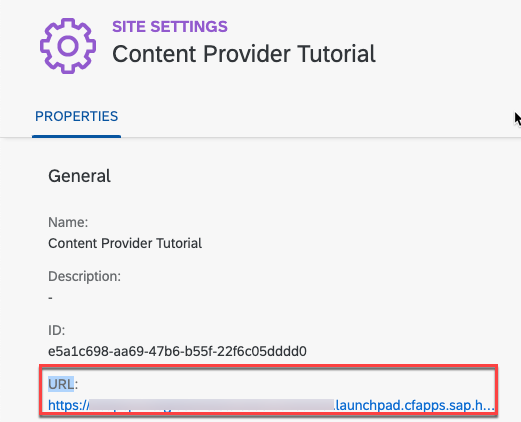 SITE SETTINGS
Content Provider Tutorial
PROPERTIES
General
Name:
Content Provider Tutorial
Description:
-
ID:
e5a1c698-aa69-47b6-b55f-22f6c05dddd0
URL:
https:// .launchpad.cfapps.sap.h...